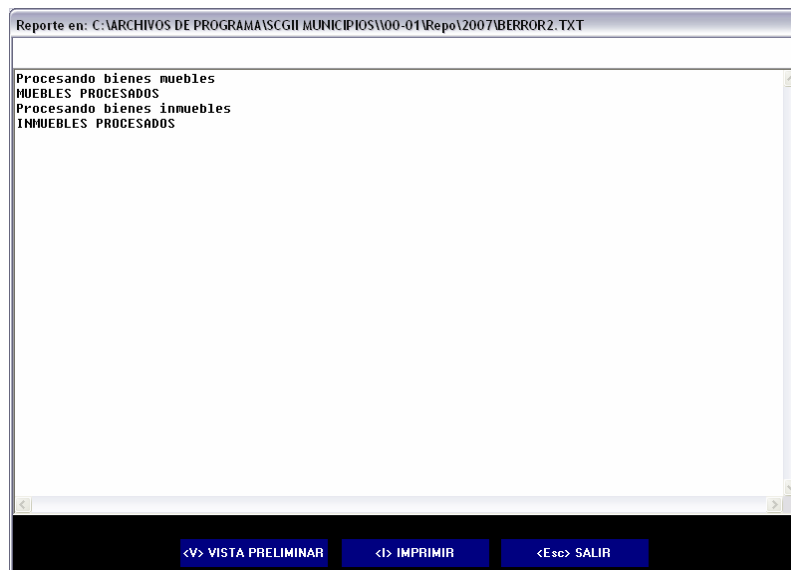 Reporte en: C:\ARCHIVOS DE PROGRAMA\SCGII MUNICIPIOS\\00-01\Repo\2007\BERROR2.TXT
Procesando bienes muebles
MUEBLES PROCESADOS
Procesando bienes inmuebles
INMUEBLES PROCESADOS
<V> VISTA PRELIMINAR <I> IMPRIMIR <Esc> SALIR